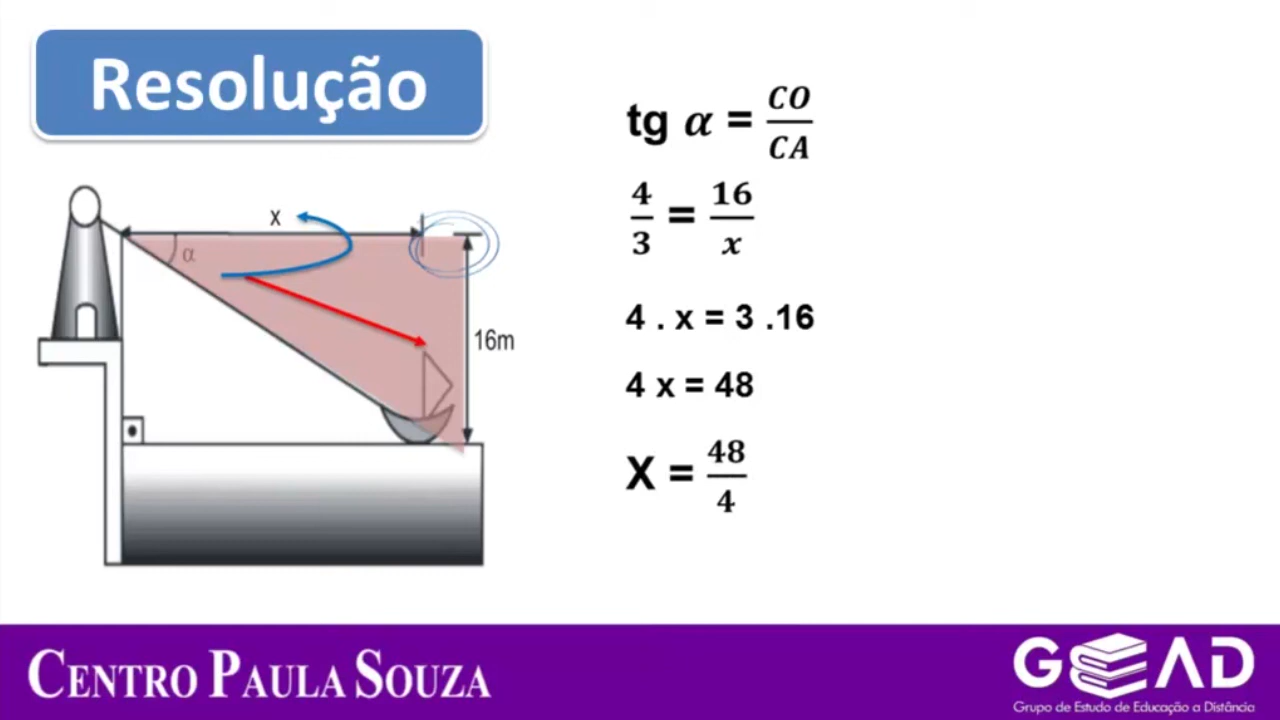 Resolução
tg α = CO/CA
4/3 = 16/x
4 . x = 3 .16
4 x = 48
X = 48/4
X
α
16m
CENTRO PAULA SOUZA
GEAD
Grupo de Estudo de Educação a Distância